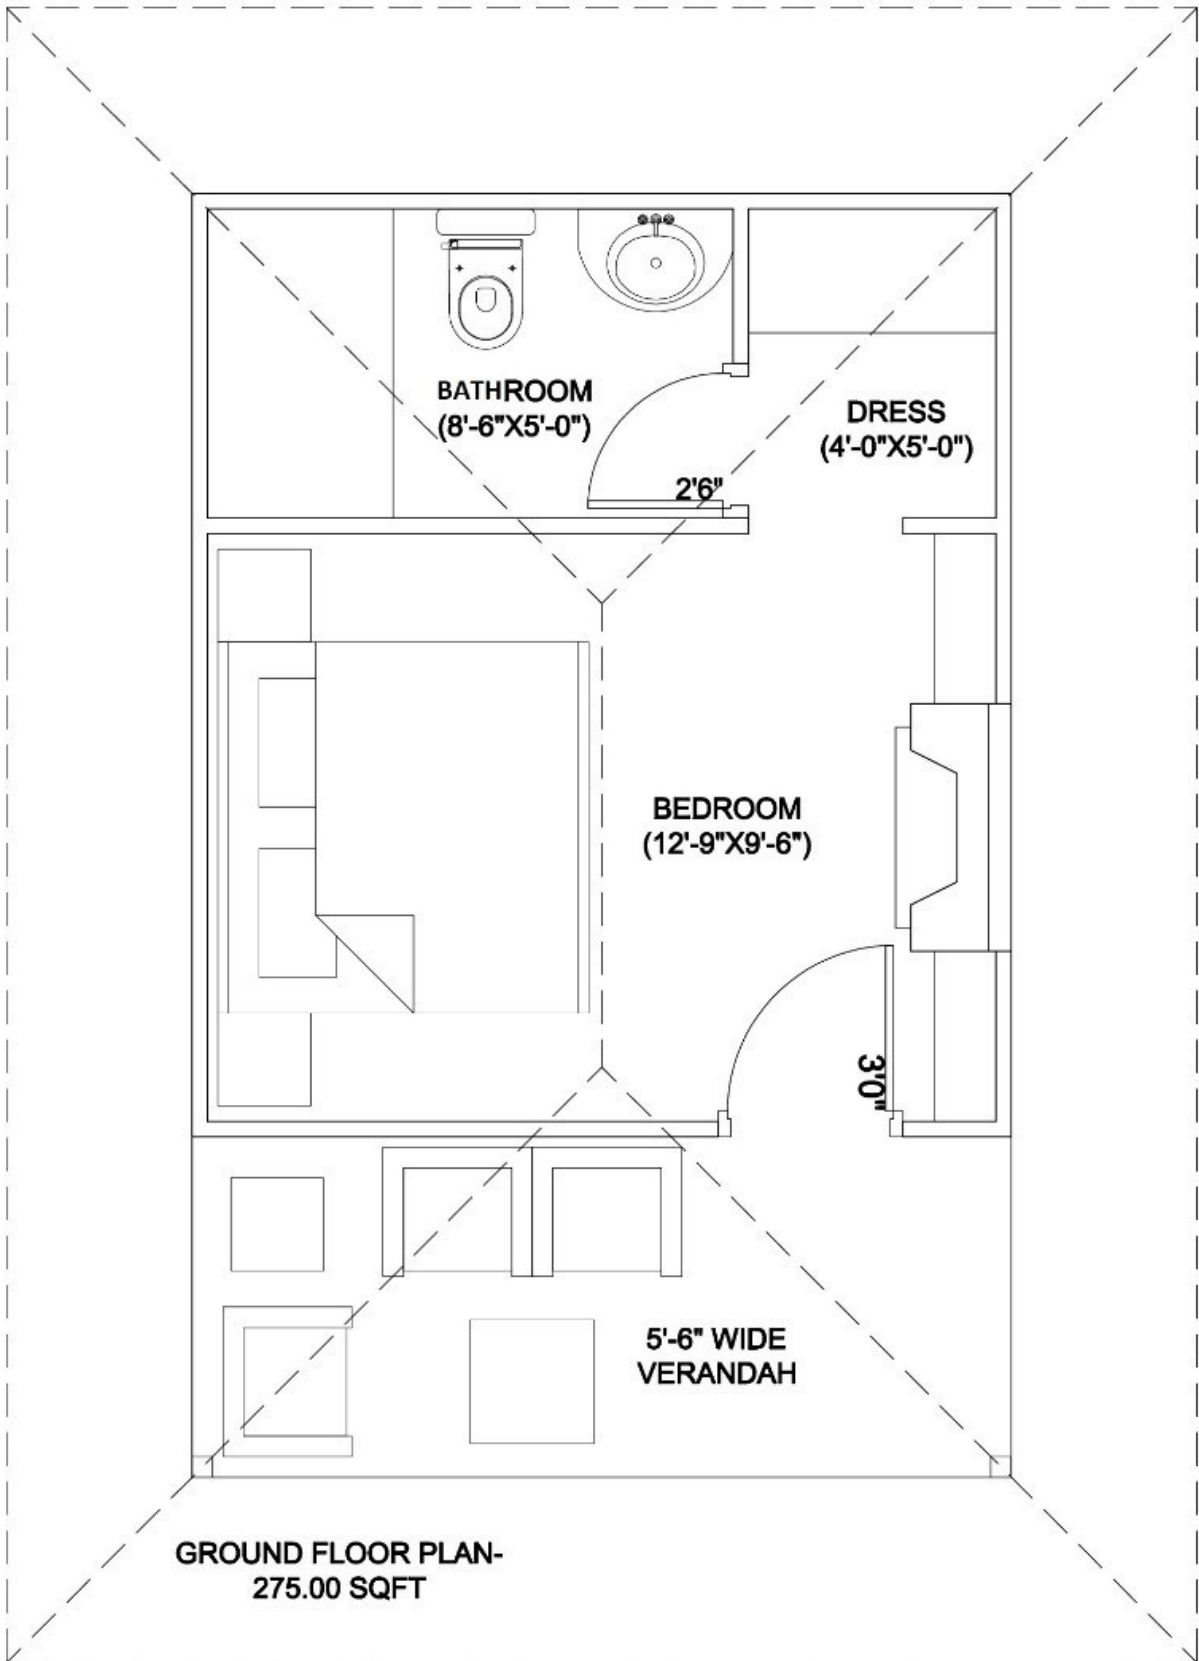 BATHROOM
(8'-6"X5'-0")
DRESS
(4'-0"X5'-0")
2'6"
BEDROOM
(12'-9"X9'-6")
3'0"
5'-6" WIDE
VERANDAH
GROUND FLOOR PLAN-
275.00 SQFT